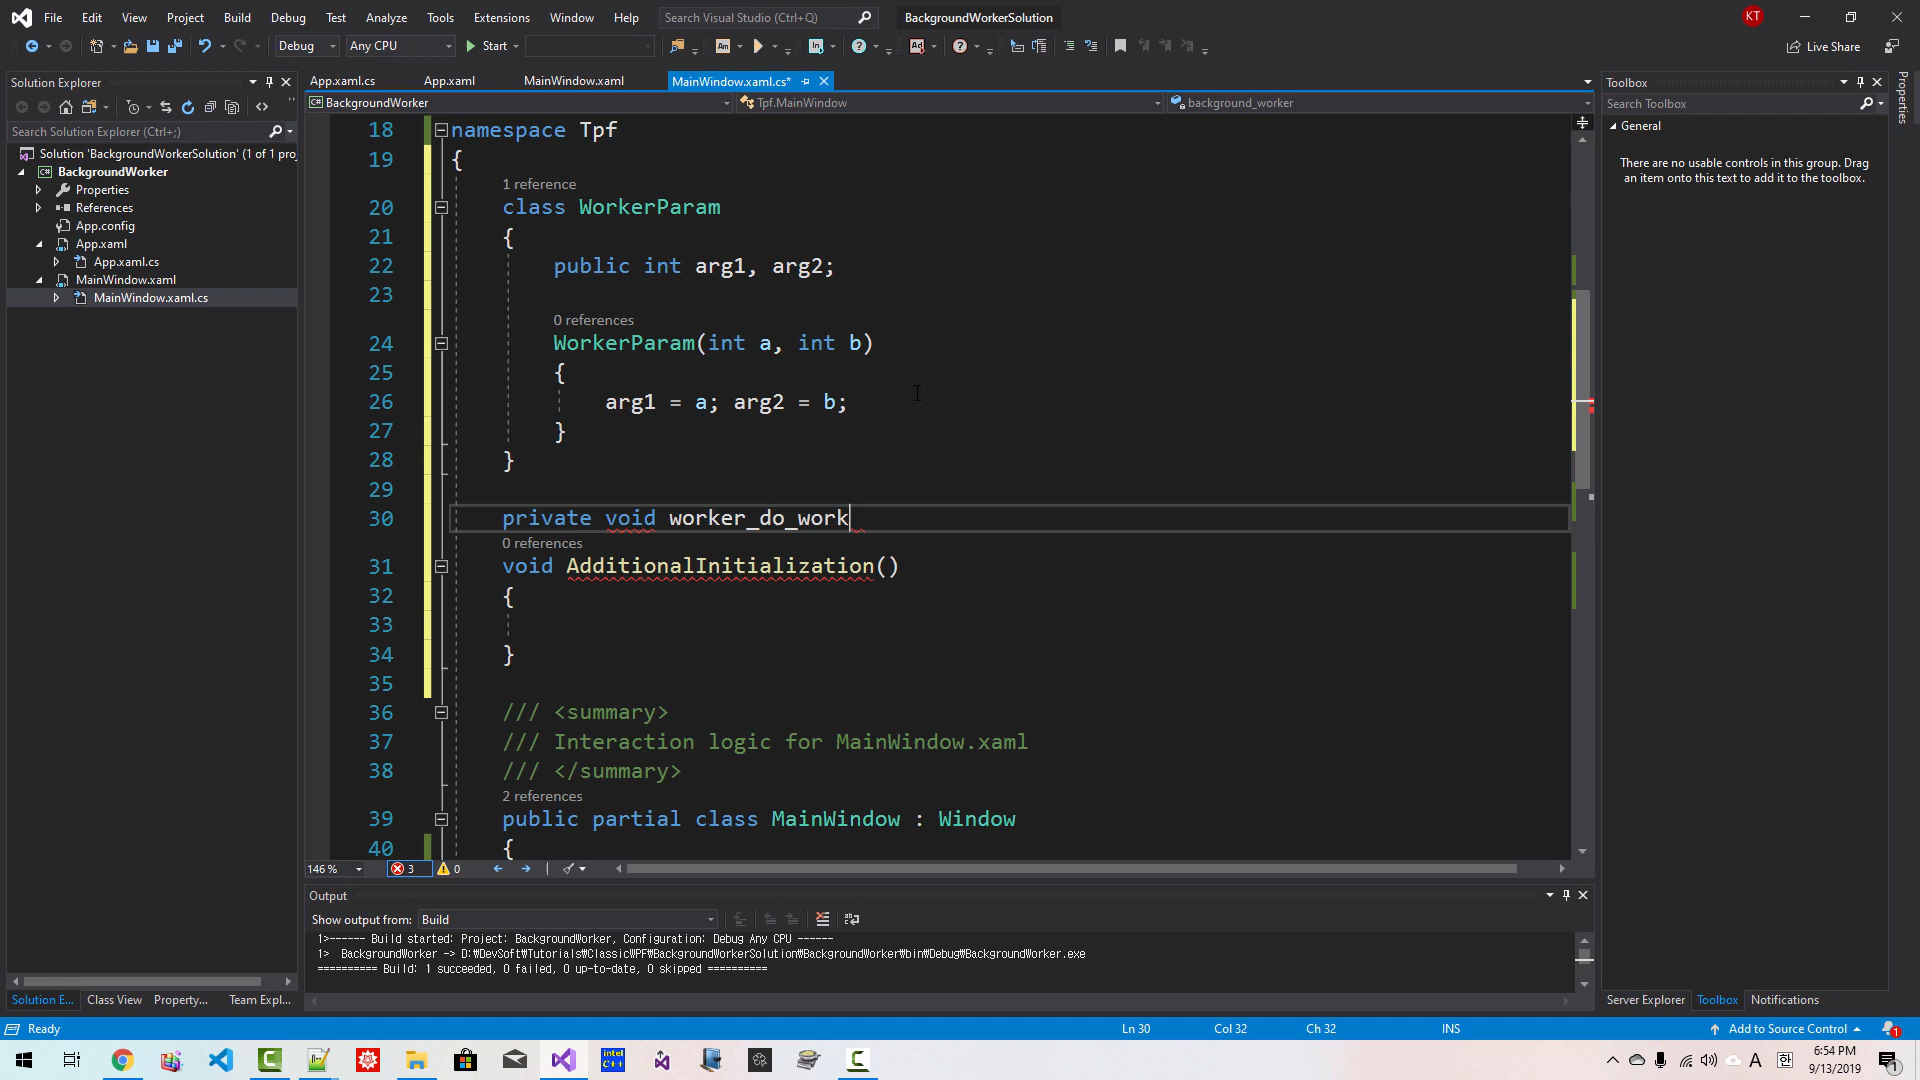 File Edit View Project Build Debug Test Analyze Tools Extensions Window Help Search Visual Studio (Ctrl+Q) BackgroundWorkerSolution KT
Debug Any CPU Start Live Share
Solution Explorer
Search Solution Explorer (Ctrl+;)
Solution 'BackgroundWorkerSolution' (1 of 1 proj
BackgroundWorker
Properties
References
App.config
App.xaml
App.xaml.cs
MainWindow.xaml
MainWindow.xaml.cs
Solution E... Class View Property... Team Expl...
App.xaml.cs App.xaml MainWindow.xaml MainWindow.xaml.cs*
BackgroundWorker Tpf.MainWindow background_worker
18 namespace Tpf
19 {
1 reference
20 class WorkerParam
21 {
22 public int arg1, arg2;
23
0 references
24 WorkerParam(int a, int b)
25 {
26 arg1 = a; arg2 = b;
27 }
28 }
29
30 private void worker_do_work
0 references
31 void AdditionalInitialization()
32 {
33
34 }
35
36 /// <summary>
37 /// Interaction logic for MainWindow.xaml
38 /// </summary>
2 references
39 public partial class MainWindow : Window
40 {
146 % 3 0
Output
Show output from: Build
1>------ Build started: Project: BackgroundWorker, Configuration: Debug Any CPU ------
1> BackgroundWorker -> D:₩DevSoft₩Tutorials₩Classic₩PF₩BackgroundWorkerSolution₩BackgroundWorker₩bin₩Debug₩BackgroundWorker.exe
========== Build: 1 succeeded, 0 failed, 0 up-to-date, 0 skipped ==========
Toolbox
Search Toolbox
General
There are no usable controls in this group. Drag
an item onto this text to add it to the toolbox.
Server Explorer Toolbox Notifications
Properties
Ready Ln 30 Col 32 Ch 32 INS Add to Source Control 1
intel
C++
A 한 6:54 PM
9/13/2019 1